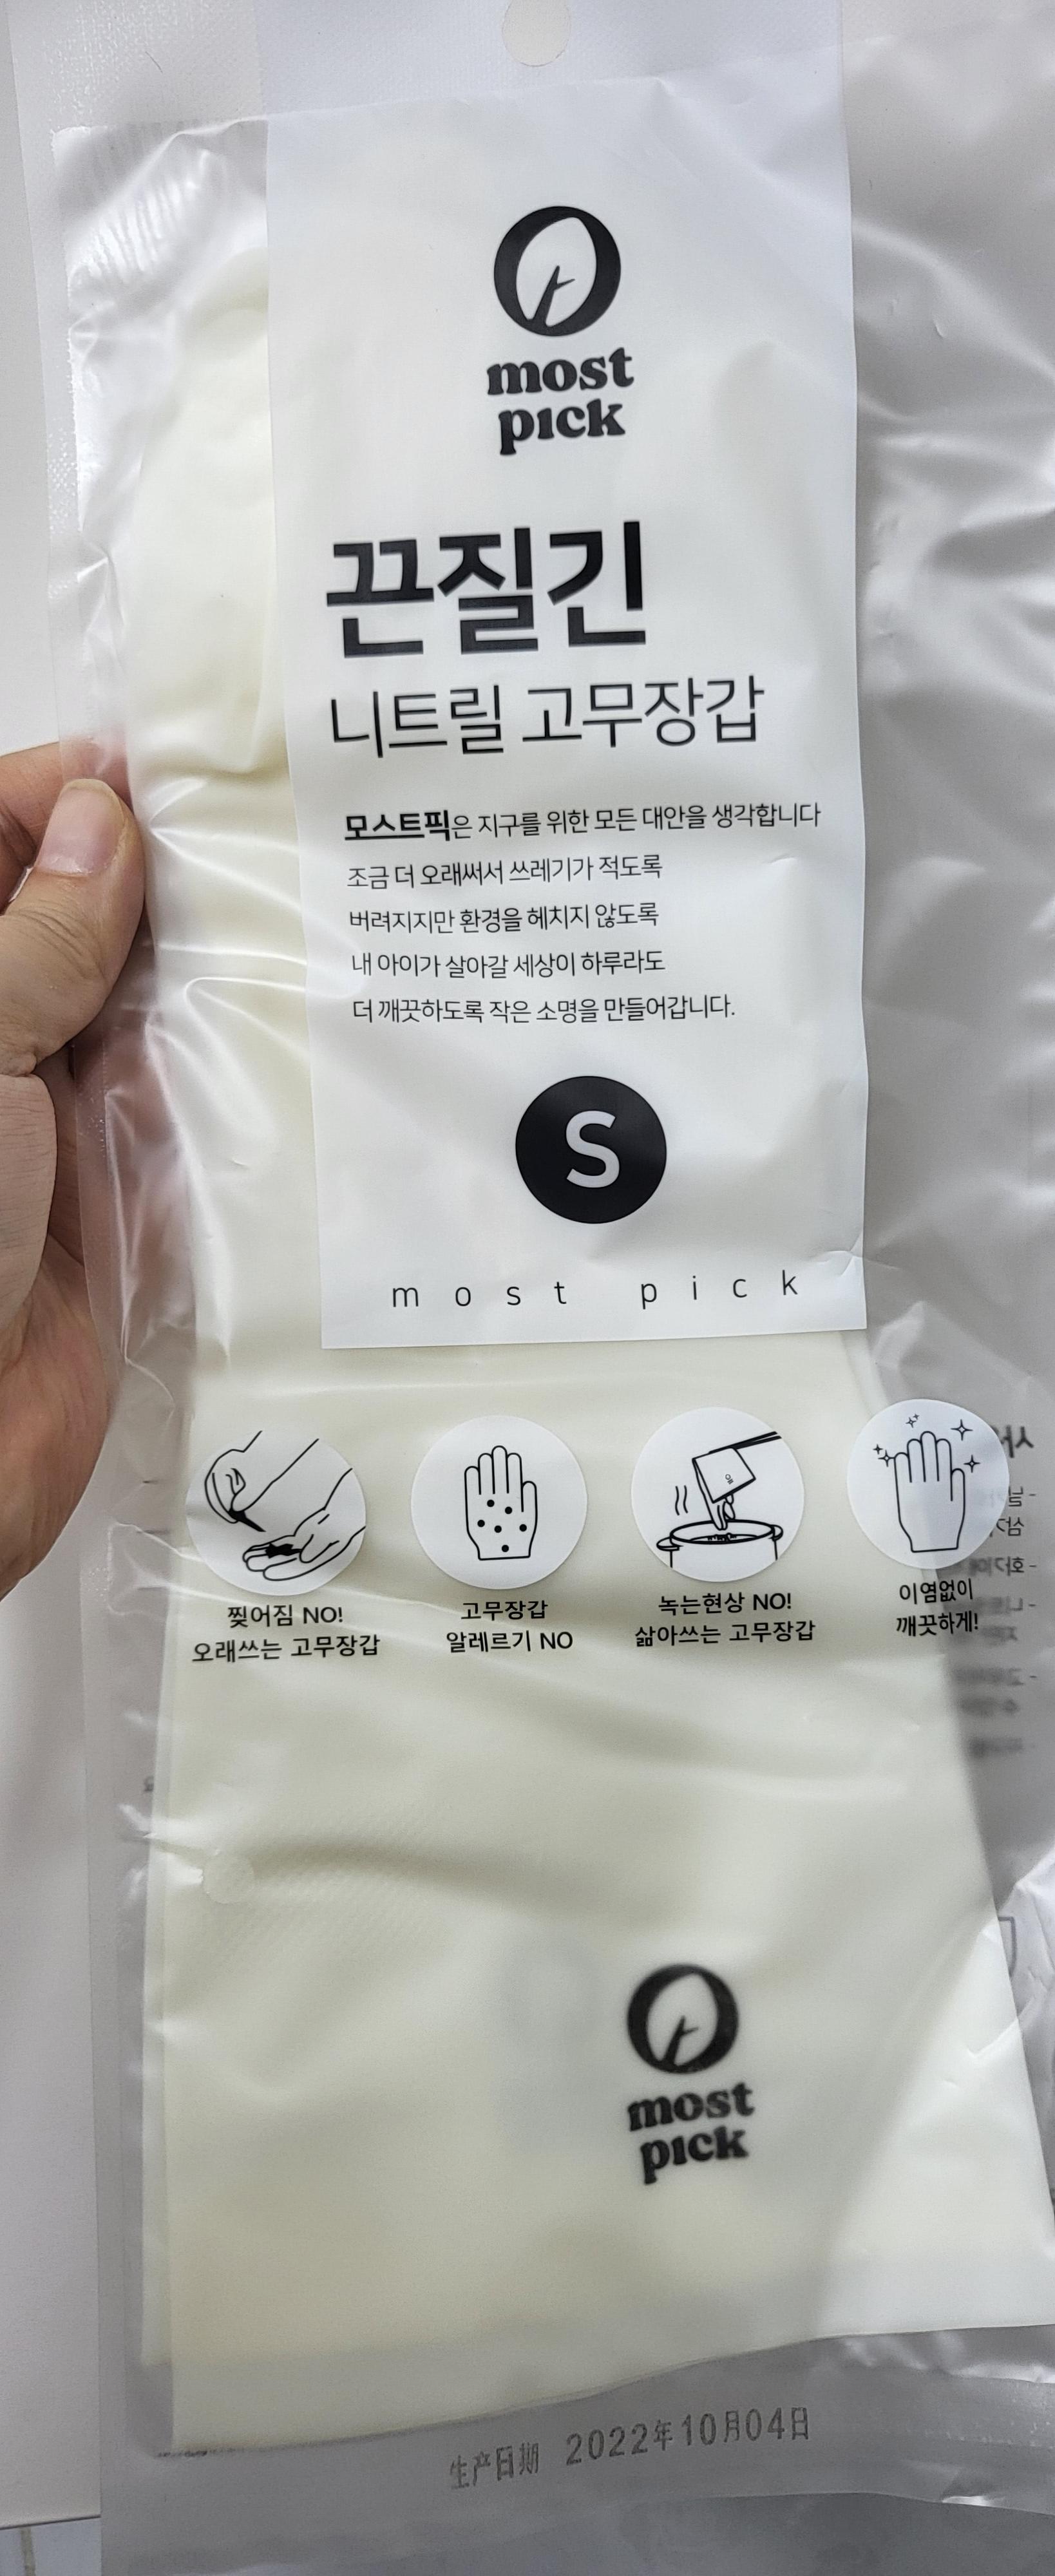 most
pick
끈질긴
니트릴 고무장갑
모스트픽은 지구를 위한 모든 대안을 생각합니다
조금 더 오래써서 쓰레기가 적도록
버려지지만 환경을 헤치지 않도록
내 아이가 살아갈 세상이 하루라도
더 깨끗하도록 작은 소명을 만들어갑니다.
S
most pick
찢어짐 NO!
오래쓰는 고무장갑
고무장갑
알레르기 NO
녹는현상 NO!
삶아쓰는 고무장갑
이염없이
깨끗하게!
most
pick
生产日期 2022年10月04日